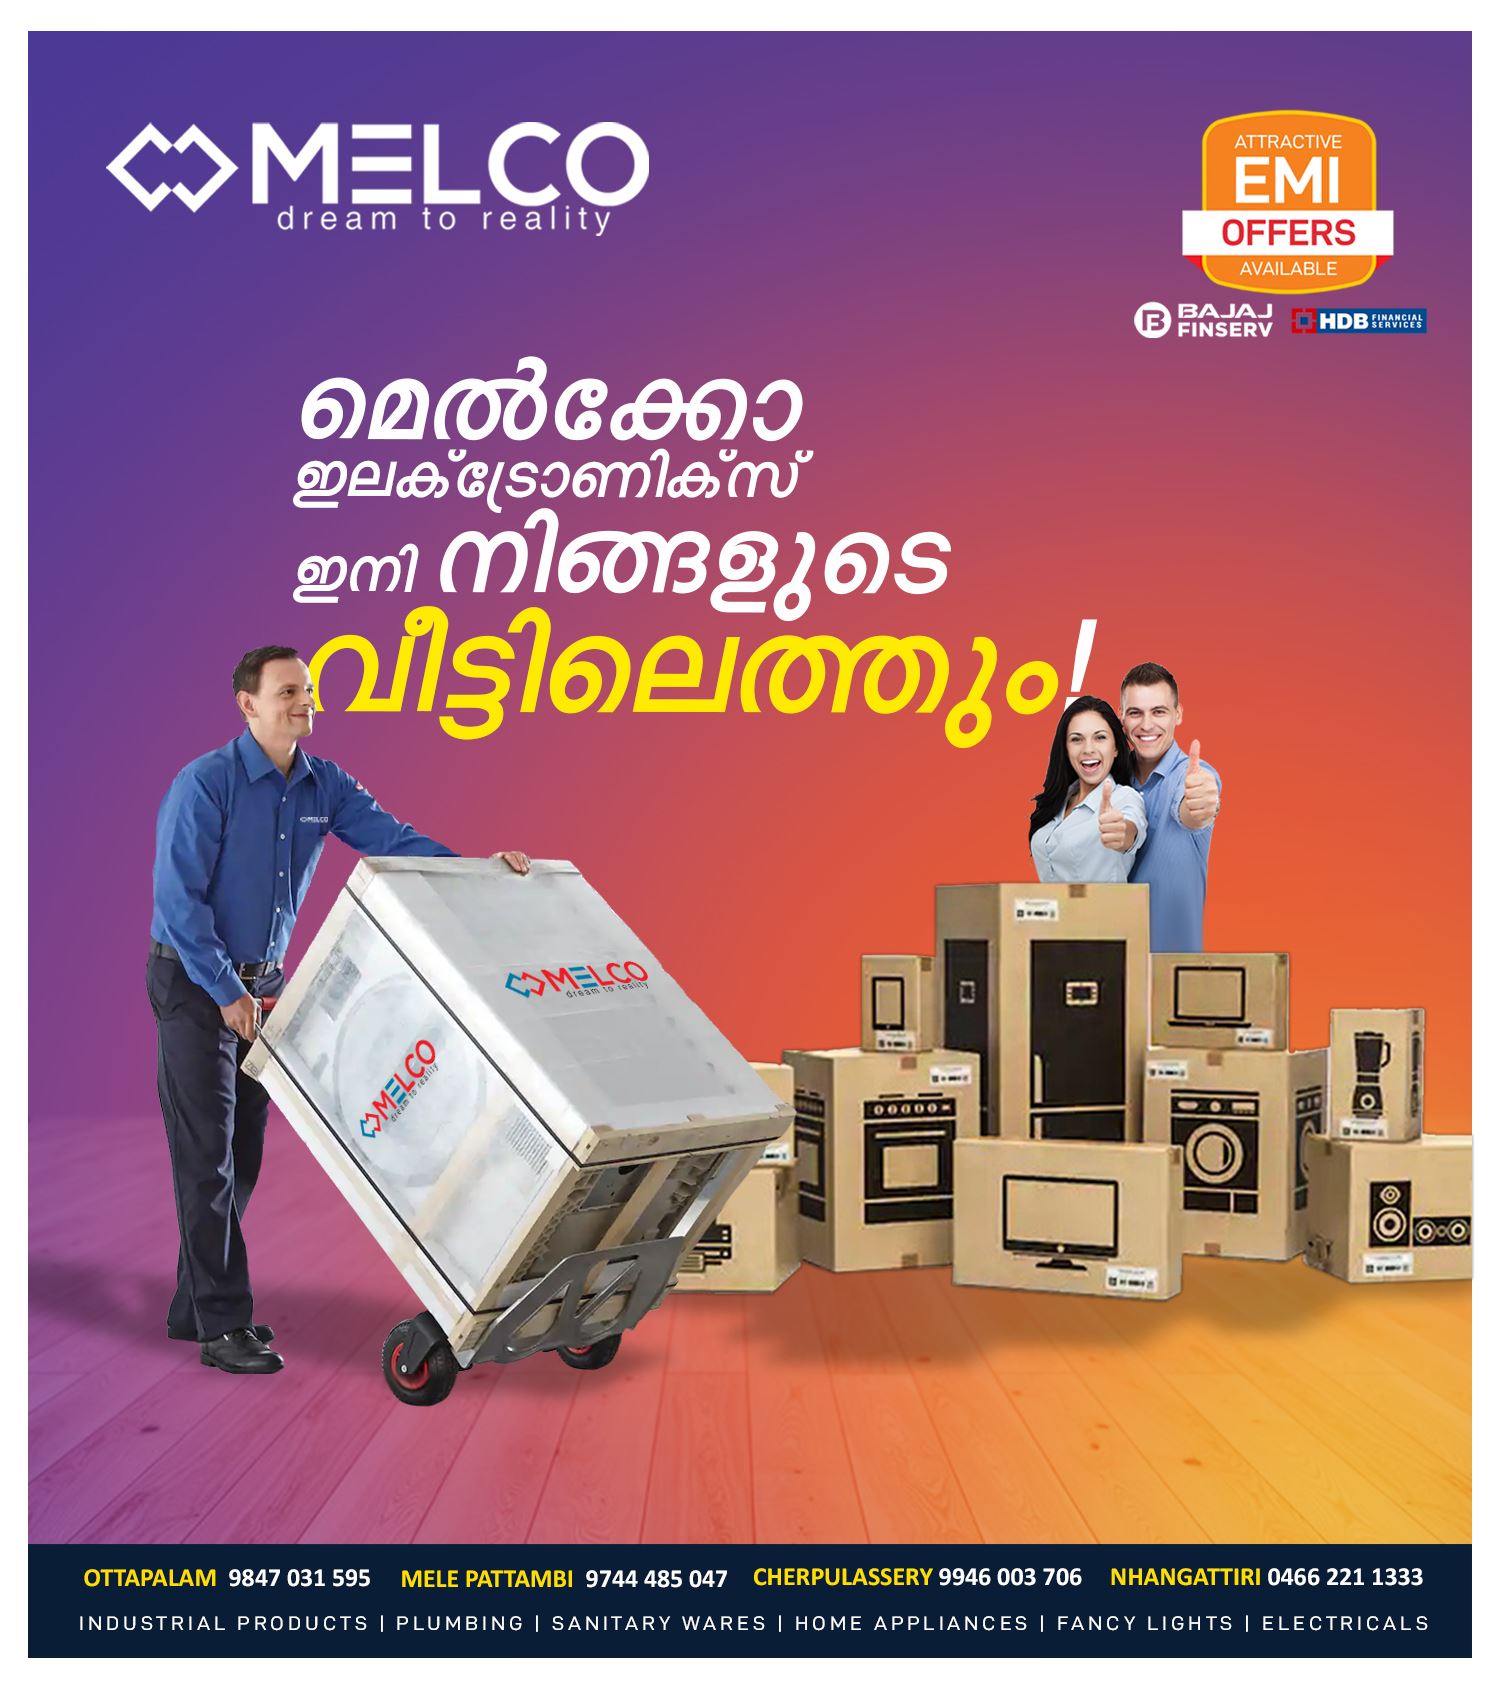 MELCO
dream to reality
ATTRACTIVE
EMI
OFFERS
AVAILABLE
BAJAJ
FINSERV
HDB FINANCIAL
SERVICES
മെൽക്കോ
ഇലക്ട്രോണിക്സ്
ഇനി നിങ്ങളുടെ
വീട്ടിലെത്തും!
MELCO
MELCO
dream to reality
MELCO
dream to reality
OTTAPALAM 9847 031 595 MELE PATTAMBI 9744 485 047 CHERPULASSERY 9946 003 706 NHANGATTIRI 0466 221 1333
INDUSTRIAL PRODUCTS | PLUMBING | SANITARY WARES | HOME APPLIANCES | FANCY LIGHTS | ELECTRICALS